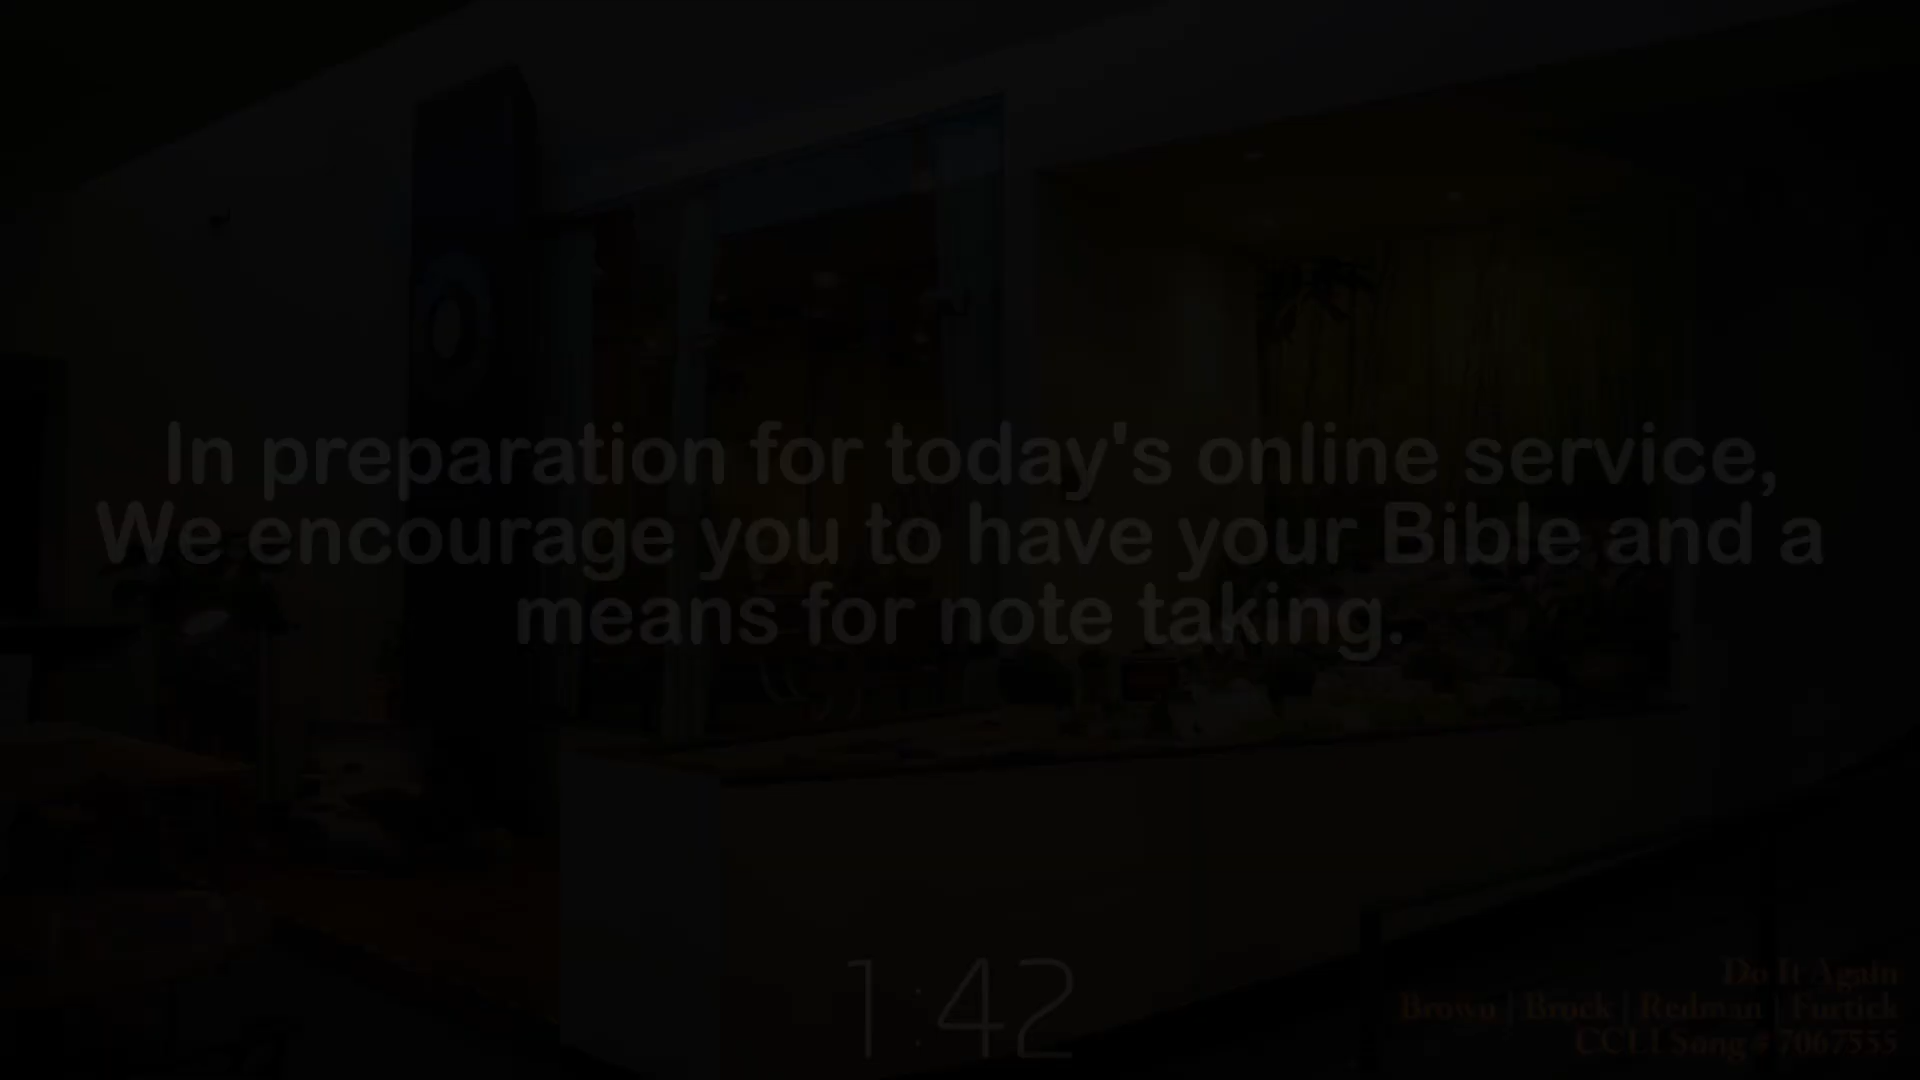 In preparation for today's online service,
We encourage you to have your Bible and a
means for note taking.
1:42
Do It Again
Brown | Brock | Redman | Furtick
CCLI Song # 7067555